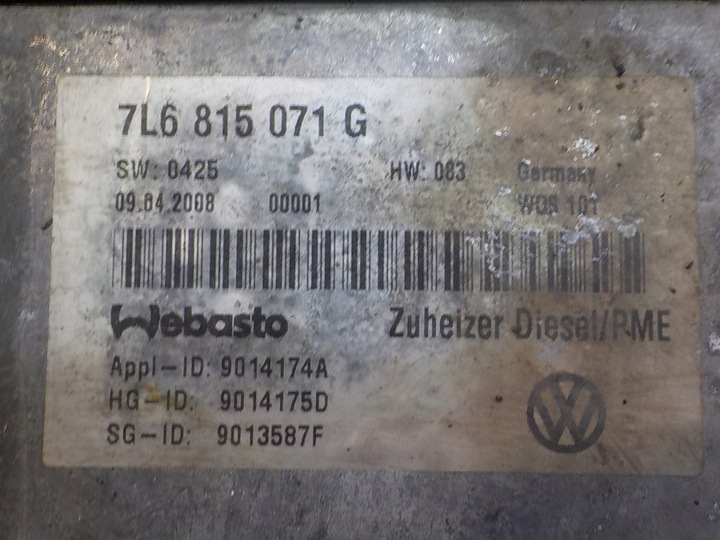 7L6 815 071 G
SW: 0425 HW: 083 Germany
09.04.2008 00001 WOS 101
Webasto Zuheizer Diesel/RME
Appl-ID: 9014174A
HG-ID: 9014175D
SG-ID: 9013587F